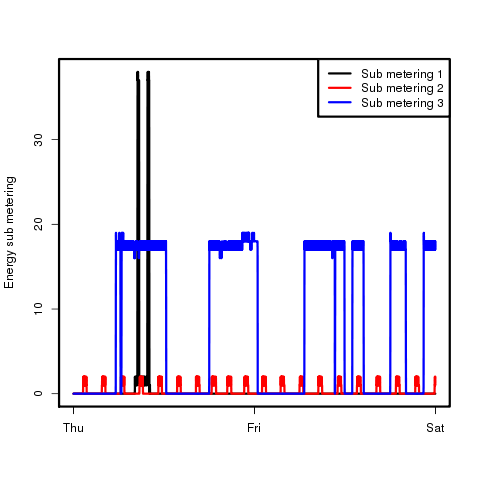 Sub metering 1
Sub metering 2
Sub metering 3
Energy sub metering
30
20
10
0
Thu Fri Sat